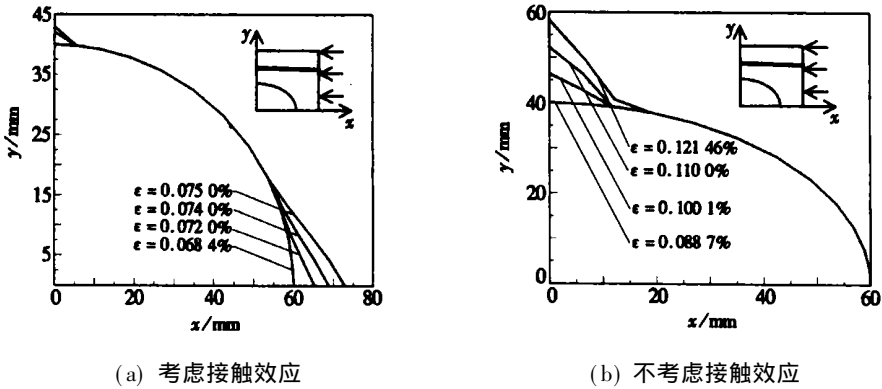 45
35
25
15
5
y/mm
y
x
ε = 0.075 0%
ε = 0.074 0%
ε = 0.072 0%
ε = 0.068 4%
0 20 40 60 80
x/mm
(a) 考虑接触效应
60
40
20
0
y/mm
y
x
ε = 0.121 46%
ε = 0.110 0%
ε = 0.100 1%
ε = 0.088 7%
0 20 40 60
x/mm
(b) 不考虑接触效应